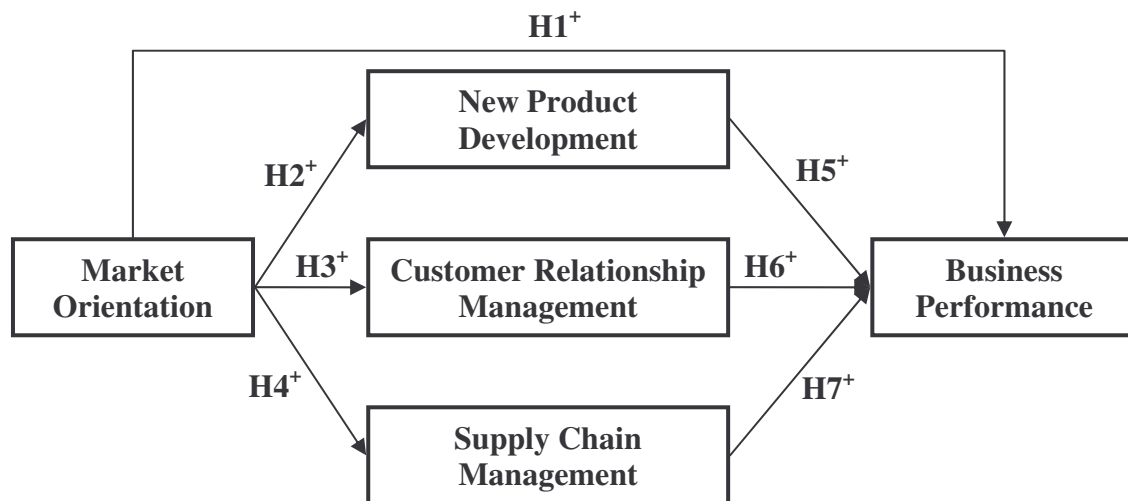 H1⁺
New Product
Development
H2⁺
H5⁺
Market
Orientation
H3⁺
Customer Relationship
Management
H6⁺
Business
Performance
H4⁺
H7⁺
Supply Chain
Management